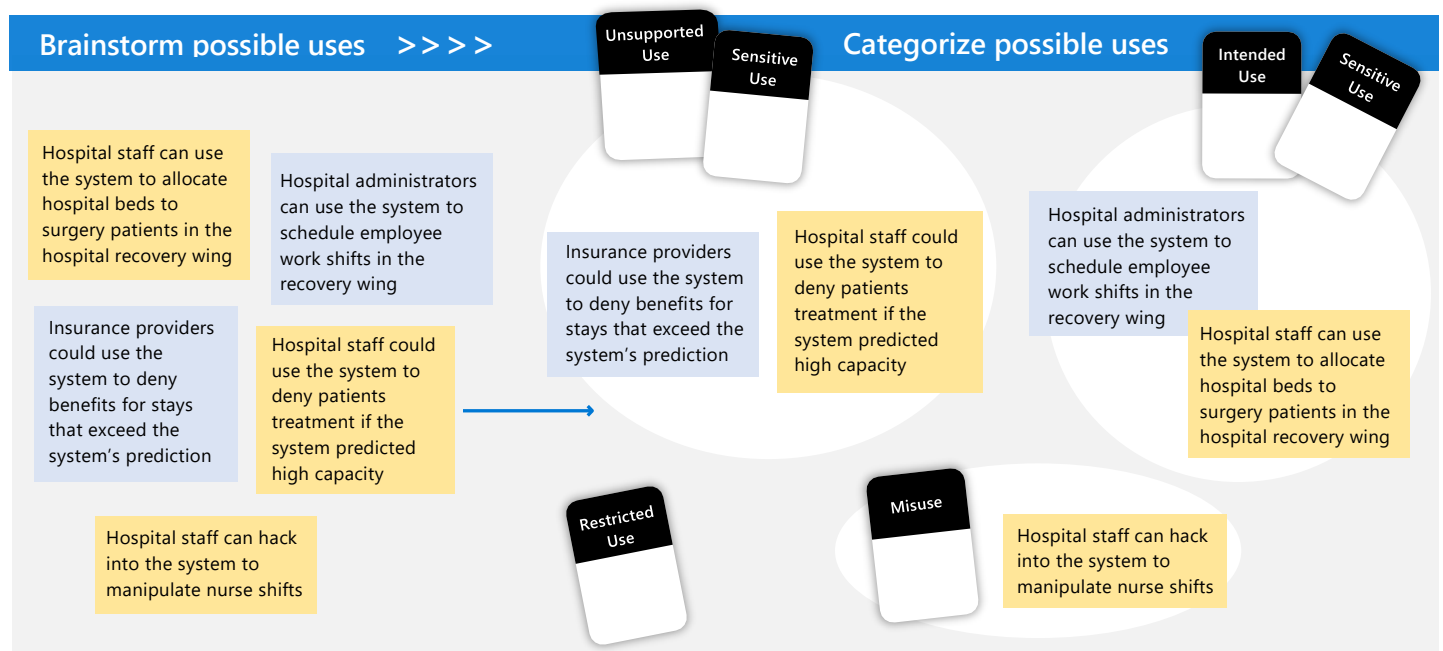 Brainstorm possible uses >>>>
Categorize possible uses
Hospital staff can use
the system to allocate
hospital beds to
surgery patients in the
hospital recovery wing
Hospital administrators
can use the system to
schedule employee
work shifts in the
recovery wing
Insurance providers
could use the
system to deny
benefits for stays
that exceed the
system's prediction
Hospital staff could
use the system to
deny patients
treatment if the
system predicted
high capacity
Hospital staff can hack
into the system to
manipulate nurse shifts
Unsupported
Use
Sensitive
Use
Insurance providers
could use the system
to deny benefits for
stays that exceed the
system's prediction
Hospital staff could
use the system to
deny patients
treatment if the
system predicted
high capacity
Intended
Use
Sensitive
Use
Hospital administrators
can use the system to
schedule employee
work shifts in the
recovery wing
Hospital staff can use
the system to allocate
hospital beds to
surgery patients in the
hospital recovery wing
Restricted
Use
Misuse
Hospital staff can hack
into the system to
manipulate nurse shifts